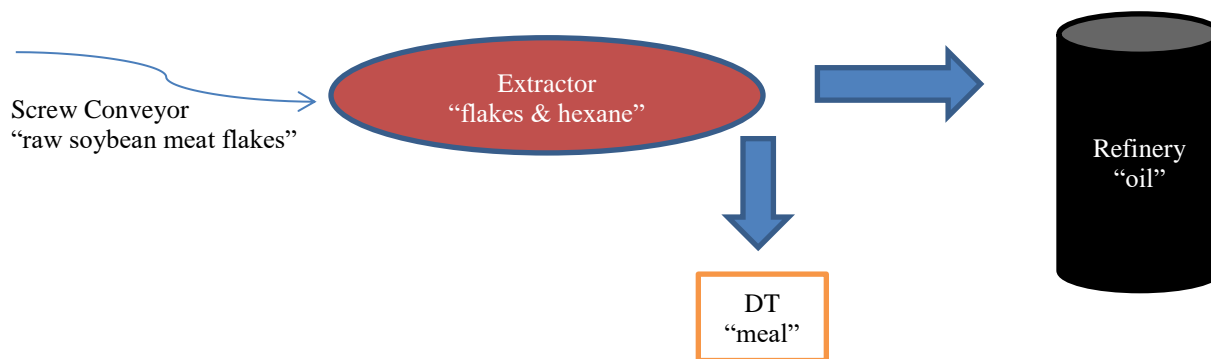 Screw Conveyor
“raw soybean meat flakes”
Extractor
“flakes & hexane”
Refinery
“oil”
DT
“meal”